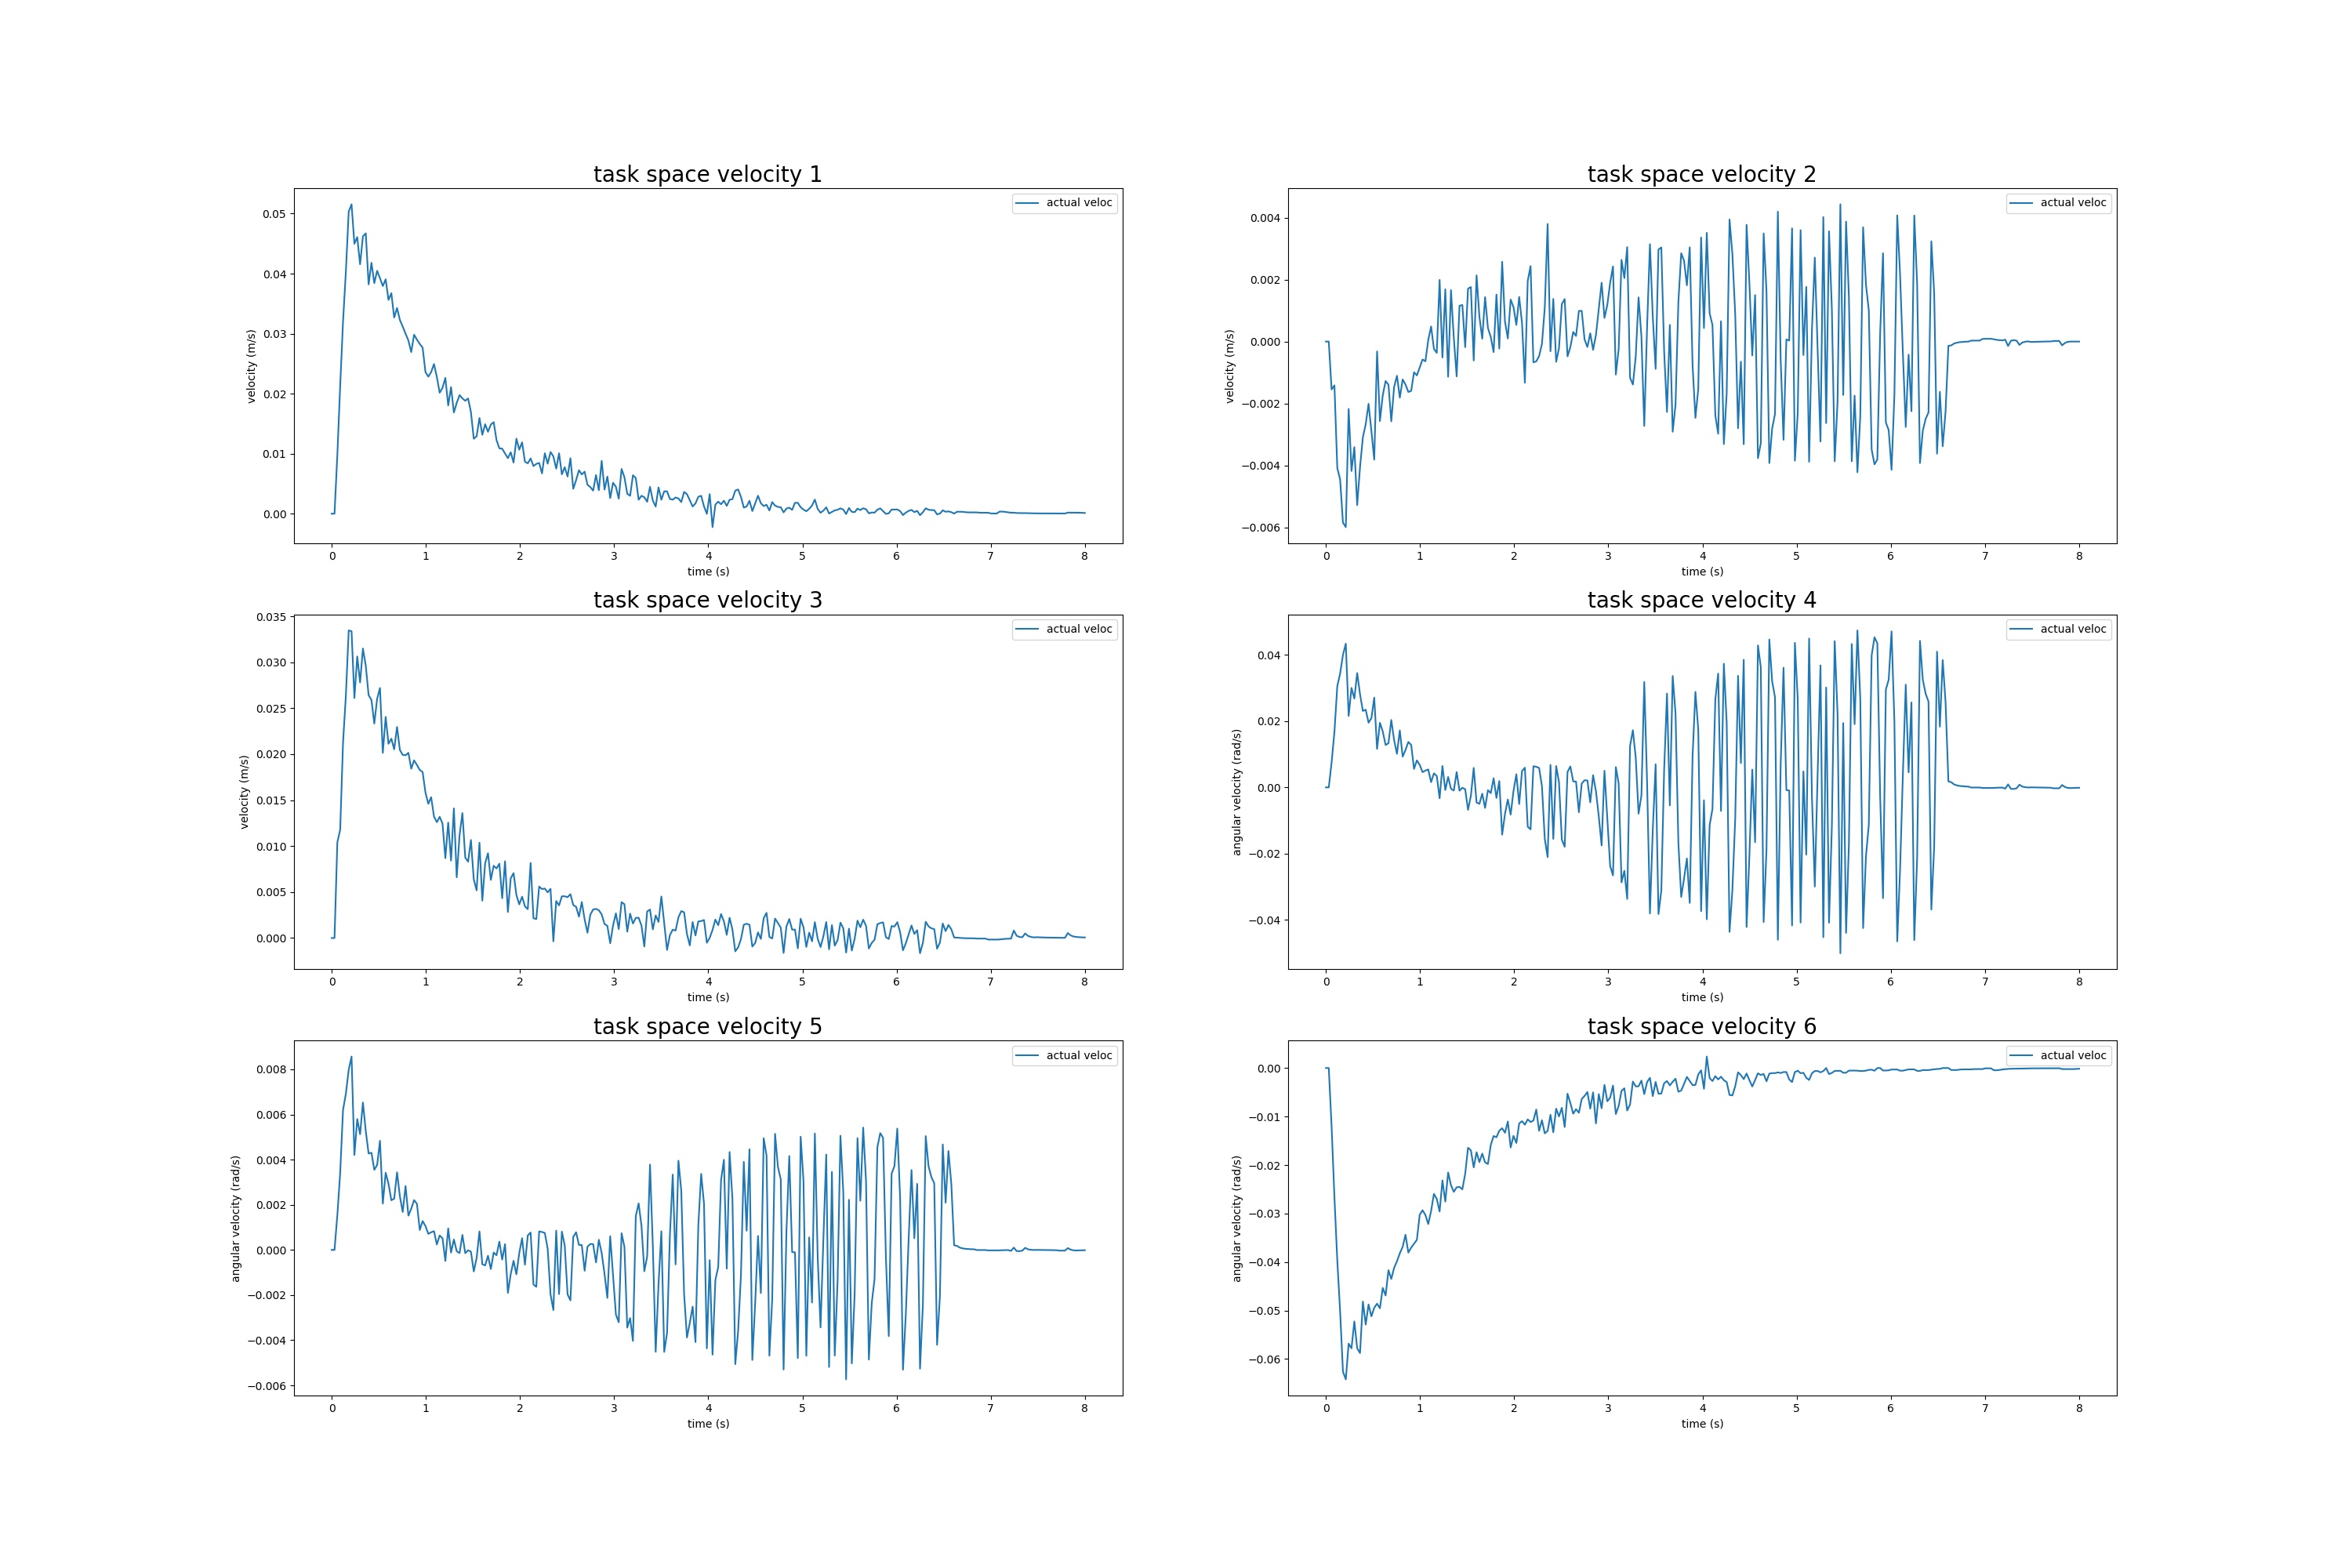 task space velocity 1
actual veloc
velocity (m/s)
0.05
0.04
0.03
0.02
0.01
0.00
0 1 2 3 4 5 6 7 8
time (s)
task space velocity 2
actual veloc
velocity (m/s)
0.004
0.002
0.000
−0.002
−0.004
−0.006
0 1 2 3 4 5 6 7 8
time (s)
task space velocity 3
actual veloc
velocity (m/s)
0.035
0.030
0.025
0.020
0.015
0.010
0.005
0.000
0 1 2 3 4 5 6 7 8
time (s)
task space velocity 4
actual veloc
angular velocity (rad/s)
0.04
0.02
0.00
−0.02
−0.04
0 1 2 3 4 5 6 7 8
time (s)
task space velocity 5
actual veloc
angular velocity (rad/s)
0.008
0.006
0.004
0.002
0.000
−0.002
−0.004
−0.006
0 1 2 3 4 5 6 7 8
time (s)
task space velocity 6
actual veloc
angular velocity (rad/s)
0.00
−0.01
−0.02
−0.03
−0.04
−0.05
−0.06
0 1 2 3 4 5 6 7 8
time (s)